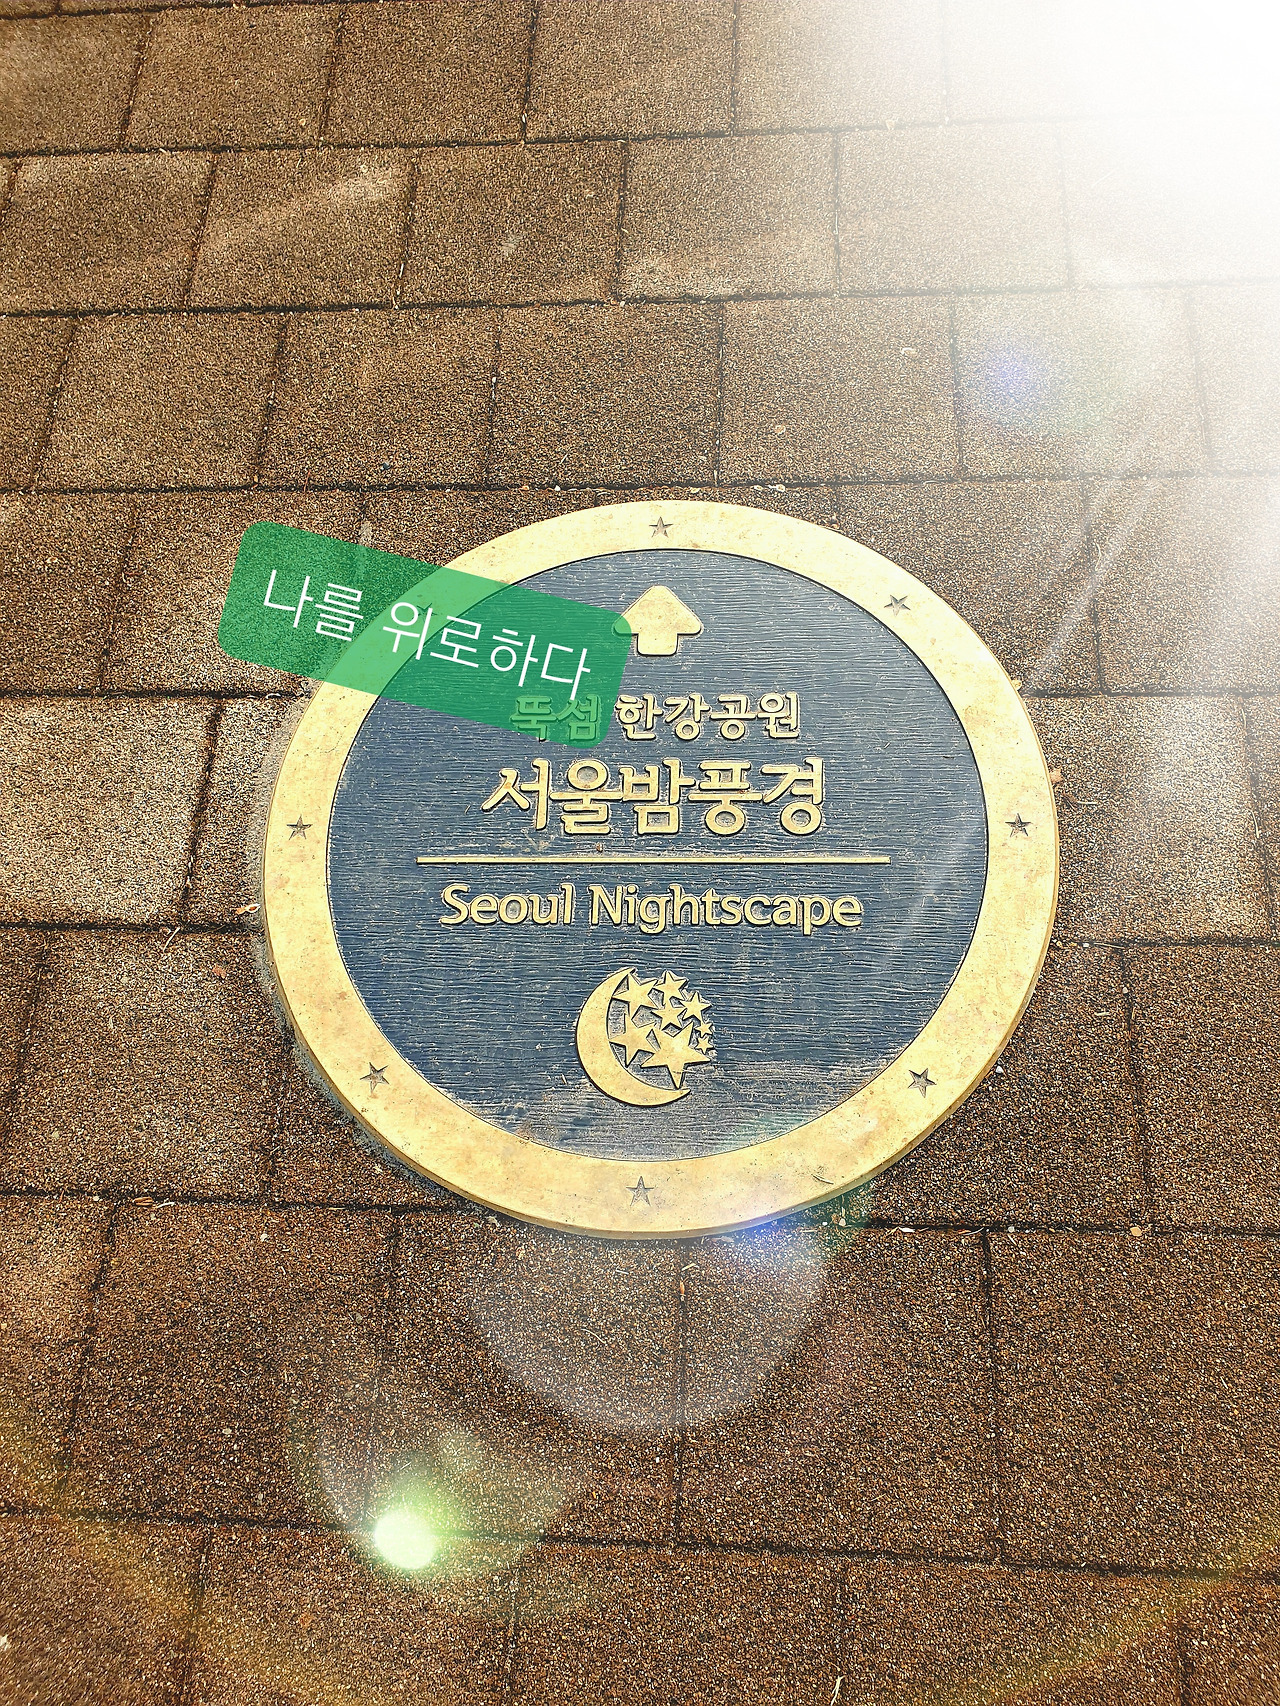 나를 위로하다
뚝섬 한강공원
서울밤풍경
Seoul Nightscape